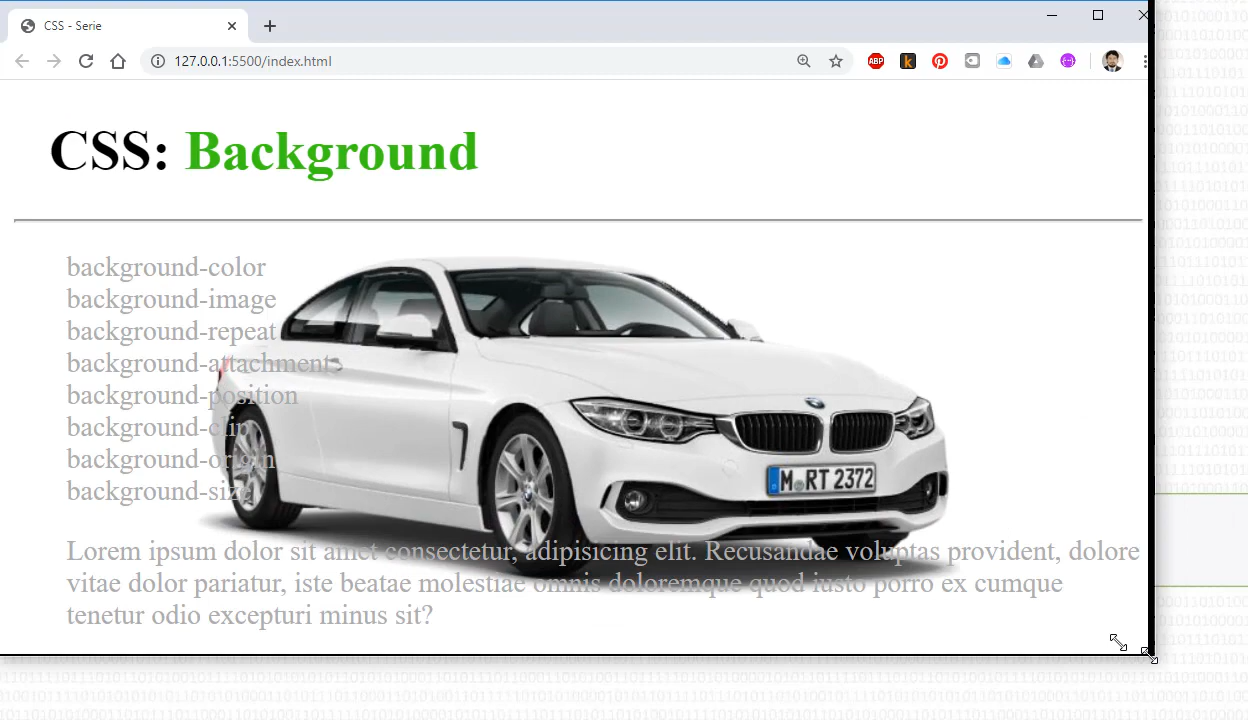 CSS - Serie
127.0.0.1:5500/index.html
ABP
k
CSS: Background
background-color
background-image
background-repeat
background-attachment
background-position
background-clip
background-origin
background-size
M RT 2372
Lorem ipsum dolor sit amet consectetur, adipisicing elit. Recusandae voluptas provident, dolore
vitae dolor pariatur, iste beatae molestiae omnis doloremque quod iusto porro ex cumque
tenetur odio excepturi minus sit?